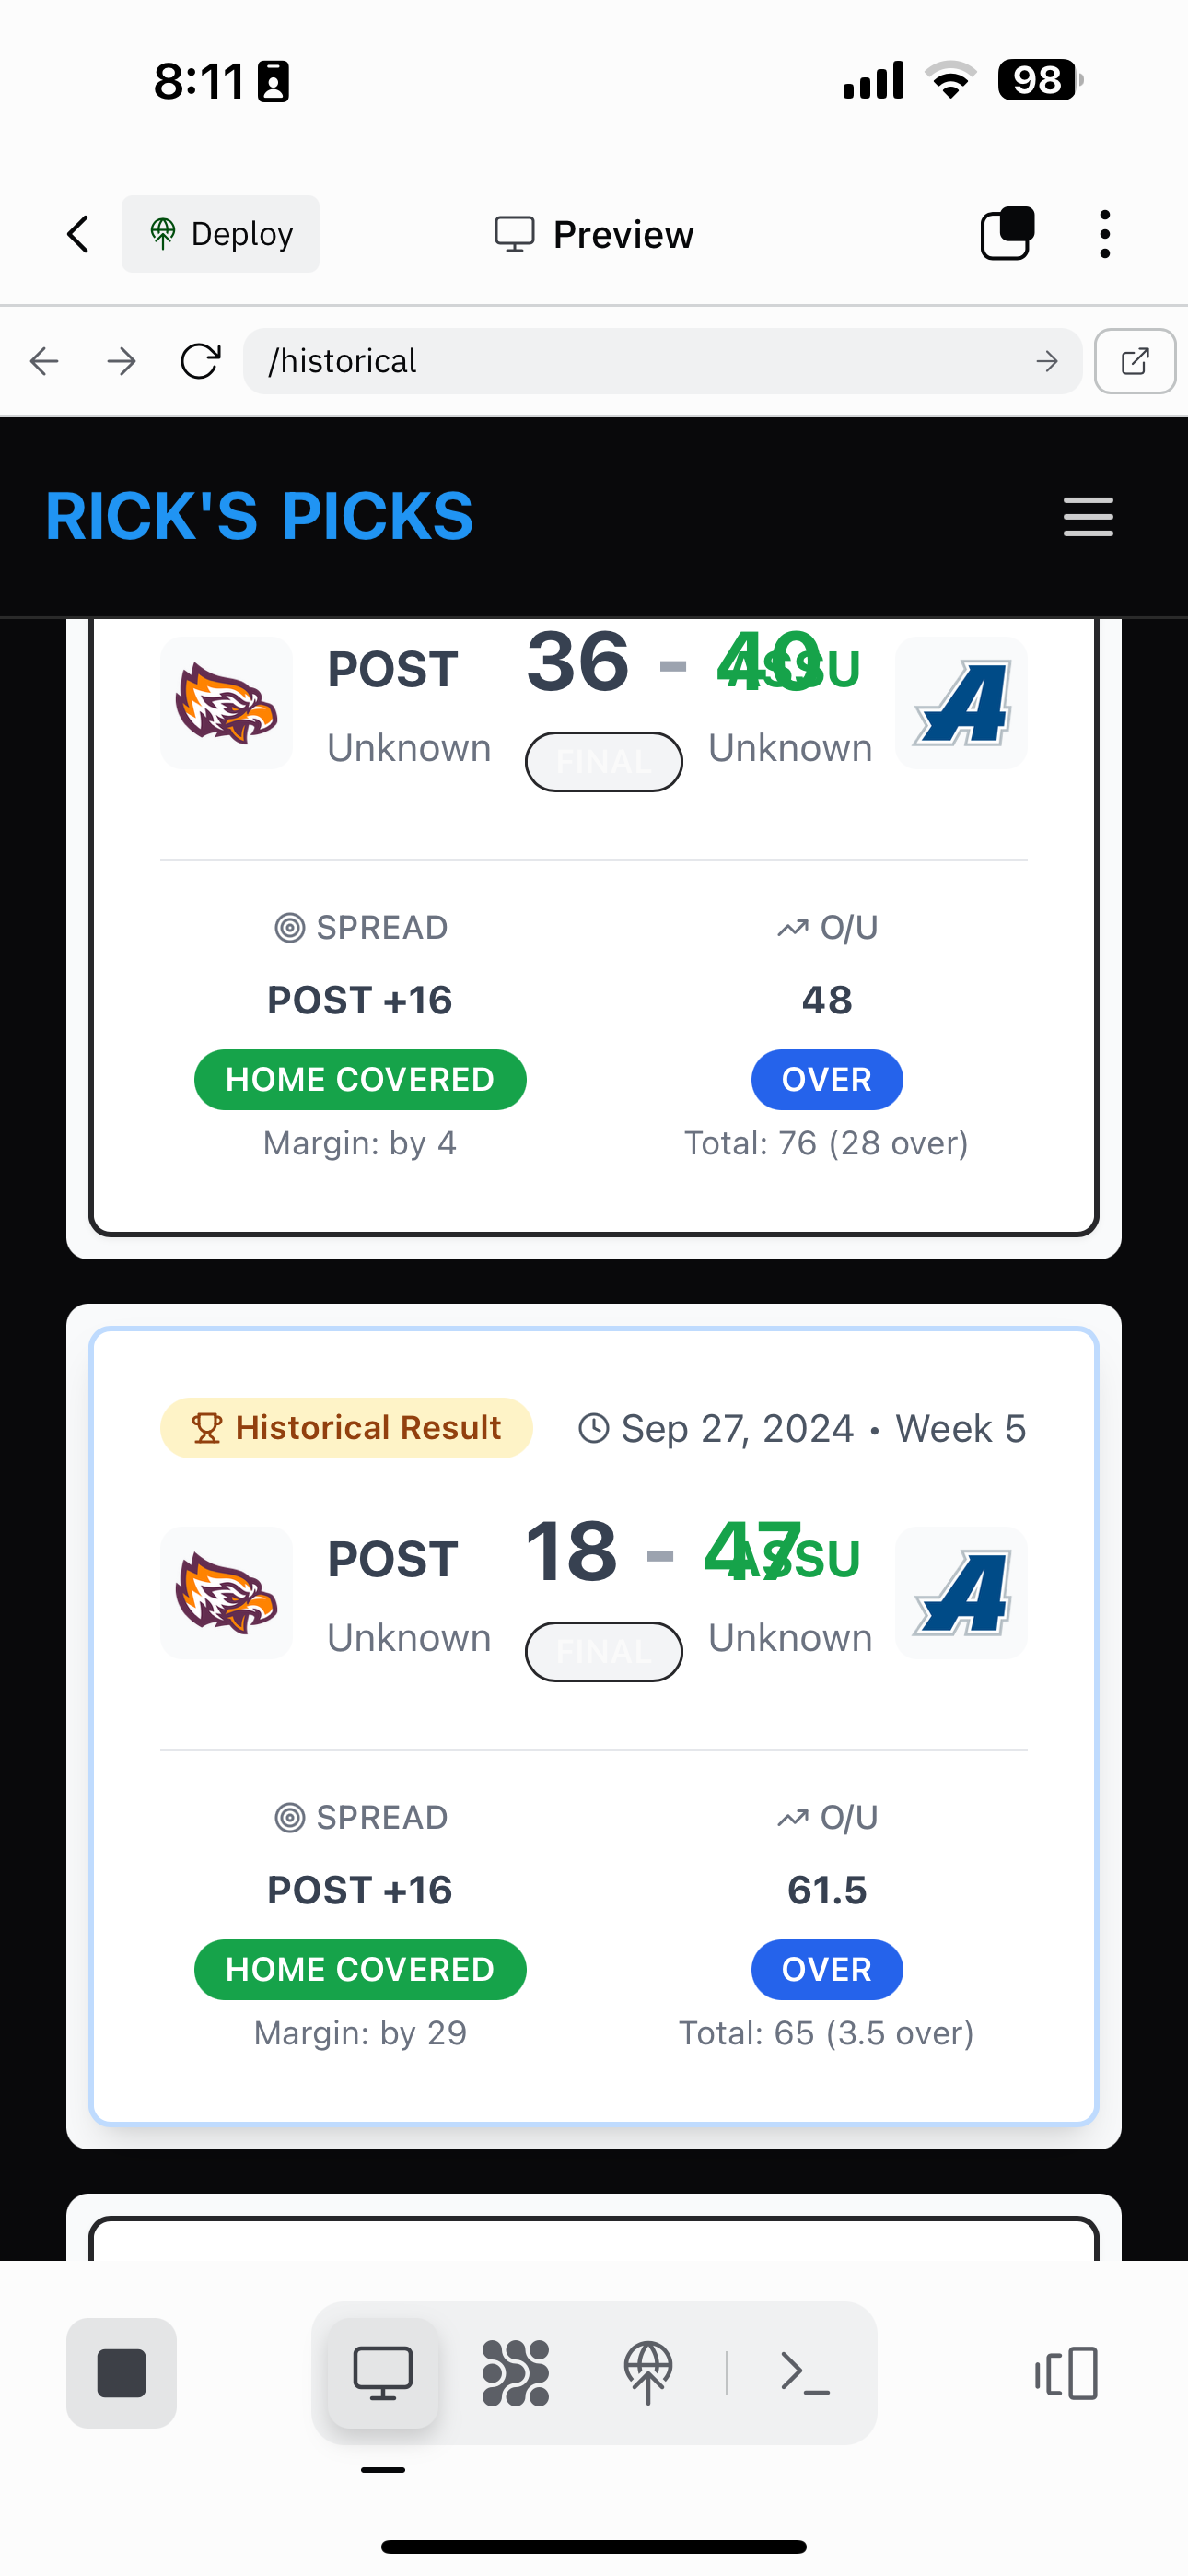 8:11
98
Deploy
Preview
/historical
RICK'S PICKS
POST 36 - 40 ASSU
Unknown FINAL Unknown
SPREAD O/U
POST +16 48
HOME COVERED OVER
Margin: by 4 Total: 76 (28 over)
Historical Result Sep 27, 2024 • Week 5
POST 18 - 47 ASSU
Unknown FINAL Unknown
SPREAD O/U
POST +16 61.5
HOME COVERED OVER
Margin: by 29 Total: 65 (3.5 over)